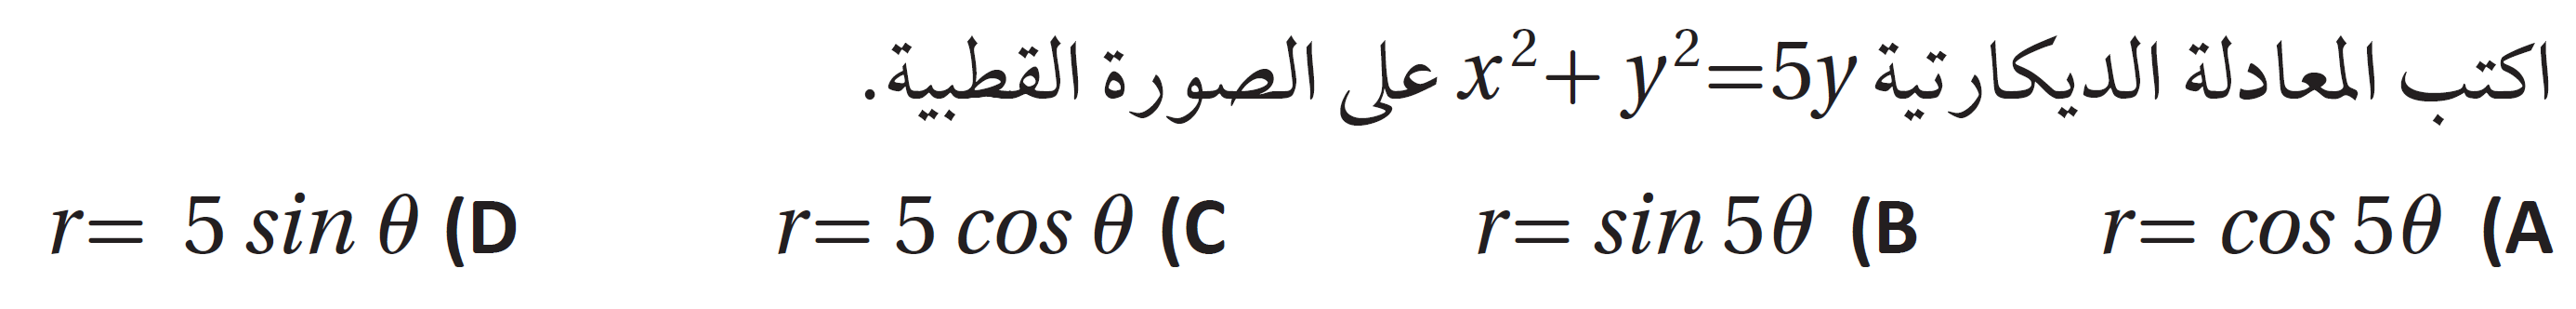 اكتب المعادلة الديكارتية x²+ y²=5y على الصورة القطبية.
A) r= cos 5θ B) r= sin 5θ C) r= 5 cos θ D) r= 5 sin θ